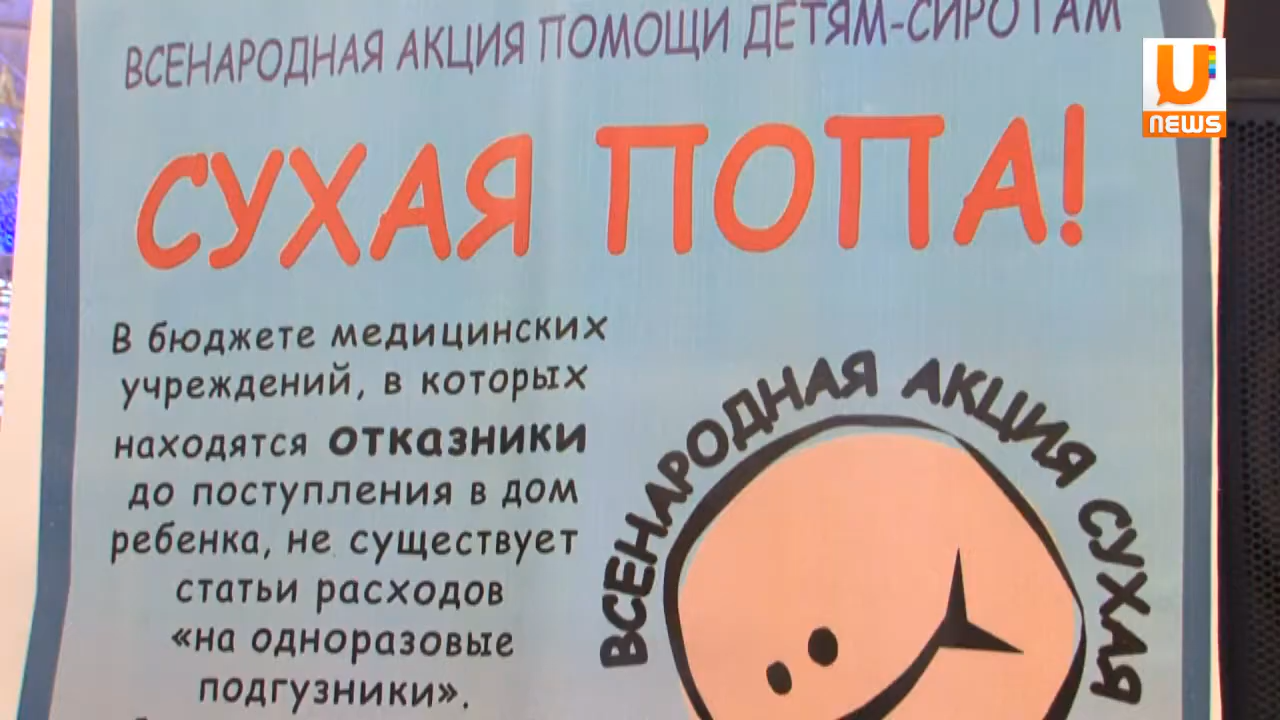 ВСЕНАРОДНАЯ АКЦИЯ ПОМОЩИ ДЕТЯМ-СИРОТАМ
U
NEWS
СУХАЯ ПОПА!
В бюджете медицинских
учреждений, в которых
находятся отказники
до поступления в дом
ребенка, не существует
статьи расходов
«на одноразовые
подгузники».
ВСЕНАРОДНАЯ АКЦИЯ СУХАЯ